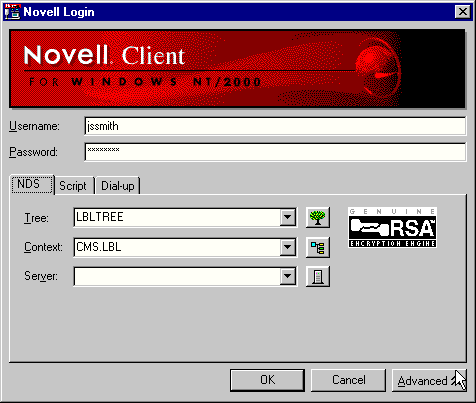 Novell Login
Novell. Client
FOR WINDOWS NT/2000
Username: jssmith
Password: ********
NDS Script Dial-up
Tree: LBLTREE
GENUINE
RSA
ENCRYPTION ENGINE
Context: CMS.LBL
Server:
OK Cancel Advanced